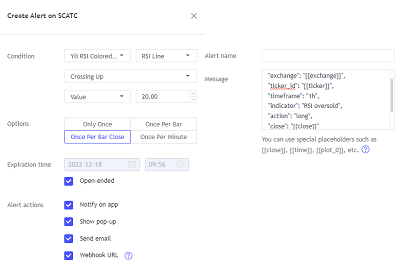 Create Alert on SCATC
Condition
Yli RSI Colored...
RSI Line
Crossing Up
Value
20.00
Options
Only Once
Once Per Bar
Once Per Bar Close
Once Per Minute
Expiration time
2022-12-18
09:56
Open-ended
Alert actions
Notify on app
Show pop-up
Send email
Webhook URL
Alert name
Message
"exchange": "{{exchange}}",
"ticker_id": "{{ticker}}",
"timeframe": "1h",
"indicator": "RSI oversold",
"action": "long",
"close": "{{close}}"
You can use special placeholders such as
{{close}}, {{time}}, {{plot_0}}, etc.